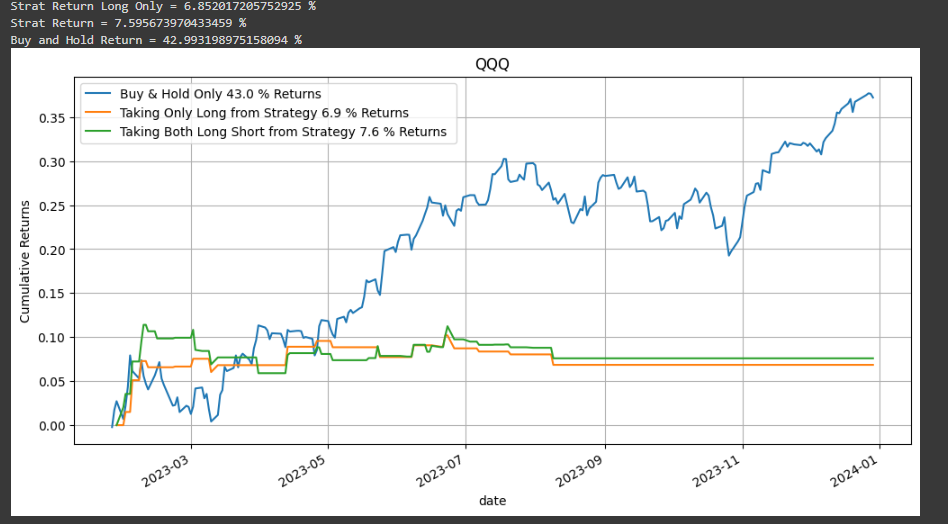 Strat Return Long Only = 6.852017205752925 %
Strat Return = 7.595673970433459 %
Buy and Hold Return = 42.993198975158094 %
QQQ
Buy & Hold Only 43.0 % Returns
Taking Only Long from Strategy 6.9 % Returns
Taking Both Long Short from Strategy 7.6 % Returns
Cumulative Returns
0.35
0.30
0.25
0.20
0.15
0.10
0.05
0.00
2023-03
2023-05
2023-07
2023-09
2023-11
2024-01
date